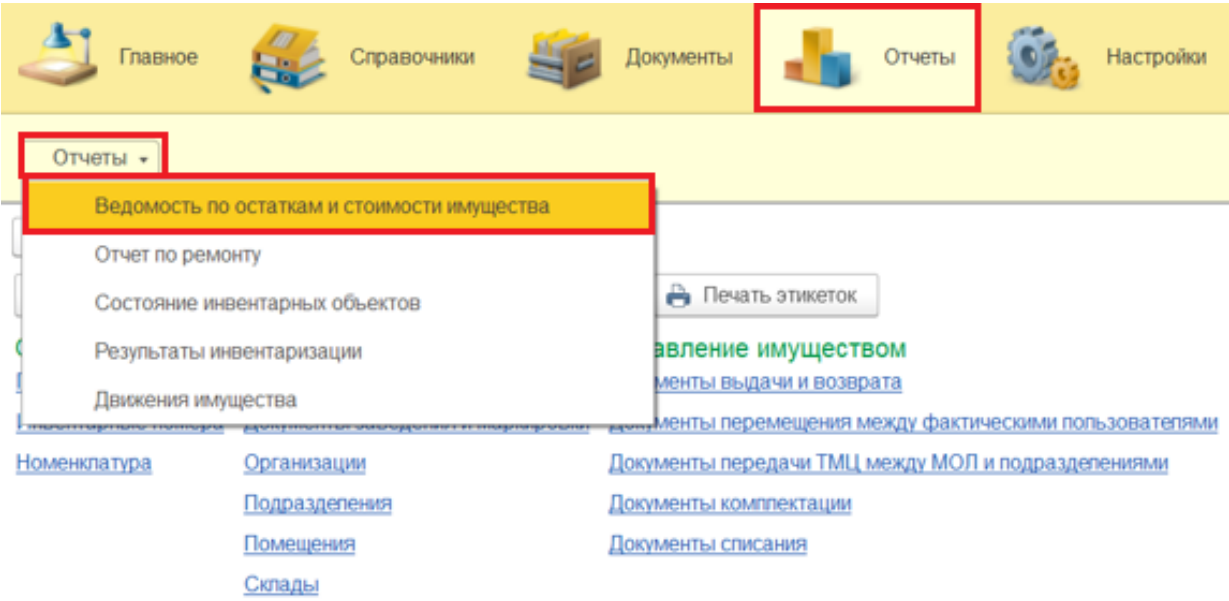 Главное Справочники Документы Отчеты Настройки
Отчеты
Ведомость по остаткам и стоимости имущества
Отчет по ремонту
Состояние инвентарных объектов
Результаты инвентаризации
Движения имущества
Печать этикеток
авление имуществом
менты выдачи и возврата
менты перемещения между фактическими пользователями
Номенклатура Организации Документы передачи ТМЦ между МОЛ и подразделениями
Подразделения Документы комплектации
Помещения Документы списания
Склады